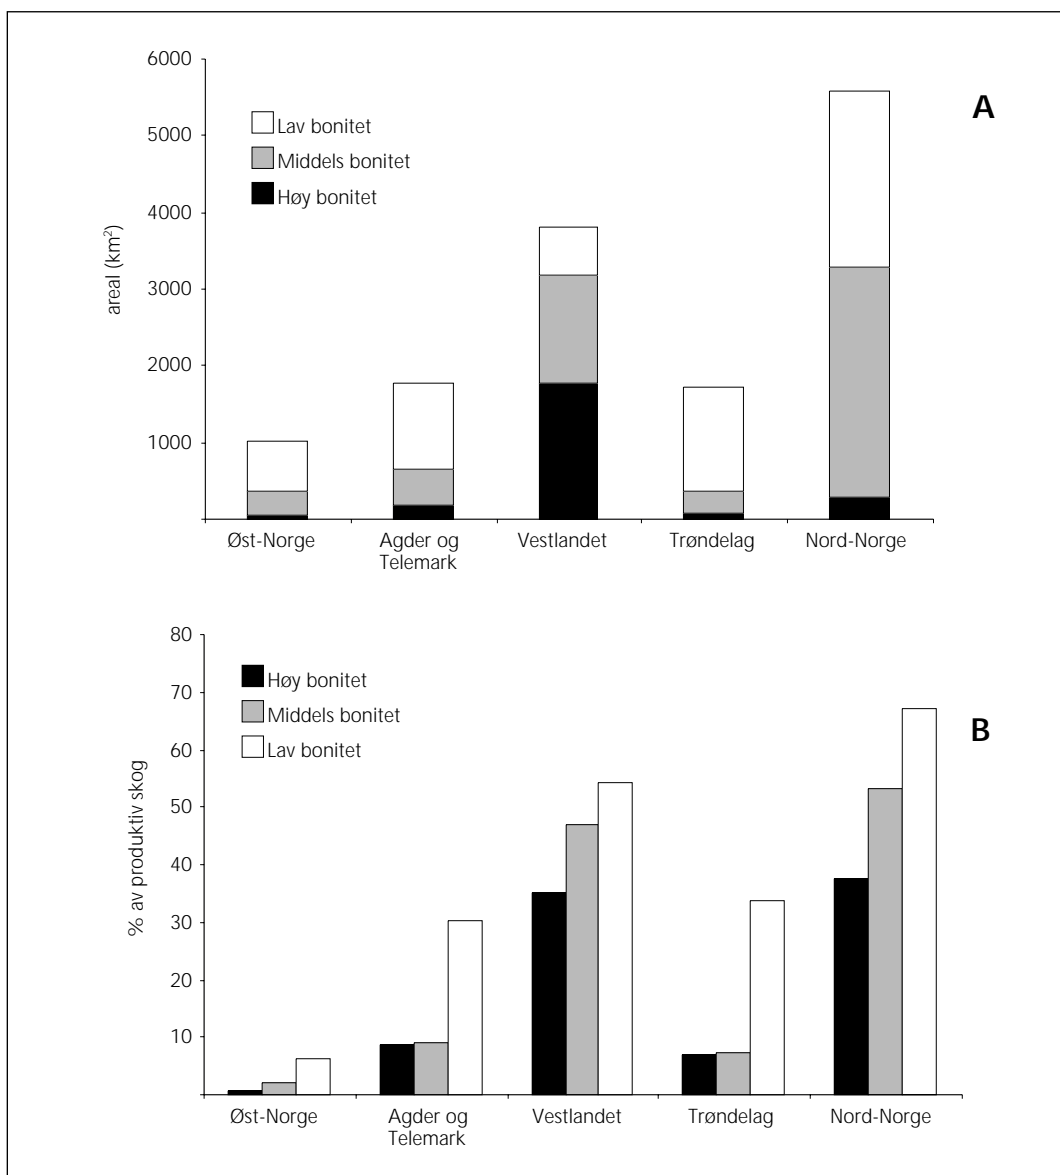 6000
A
Lav bonitet
5000
Middels bonitet
Høy bonitet
4000
areal (km²)
3000
2000
1000
Øst-Norge Agder og Telemark Vestlandet Trøndelag Nord-Norge
80
Høy bonitet
70
Middels bonitet
B
Lav bonitet
60
50
% av produktiv skog
40
30
20
10
Øst-Norge Agder og Telemark Vestlandet Trøndelag Nord-Norge